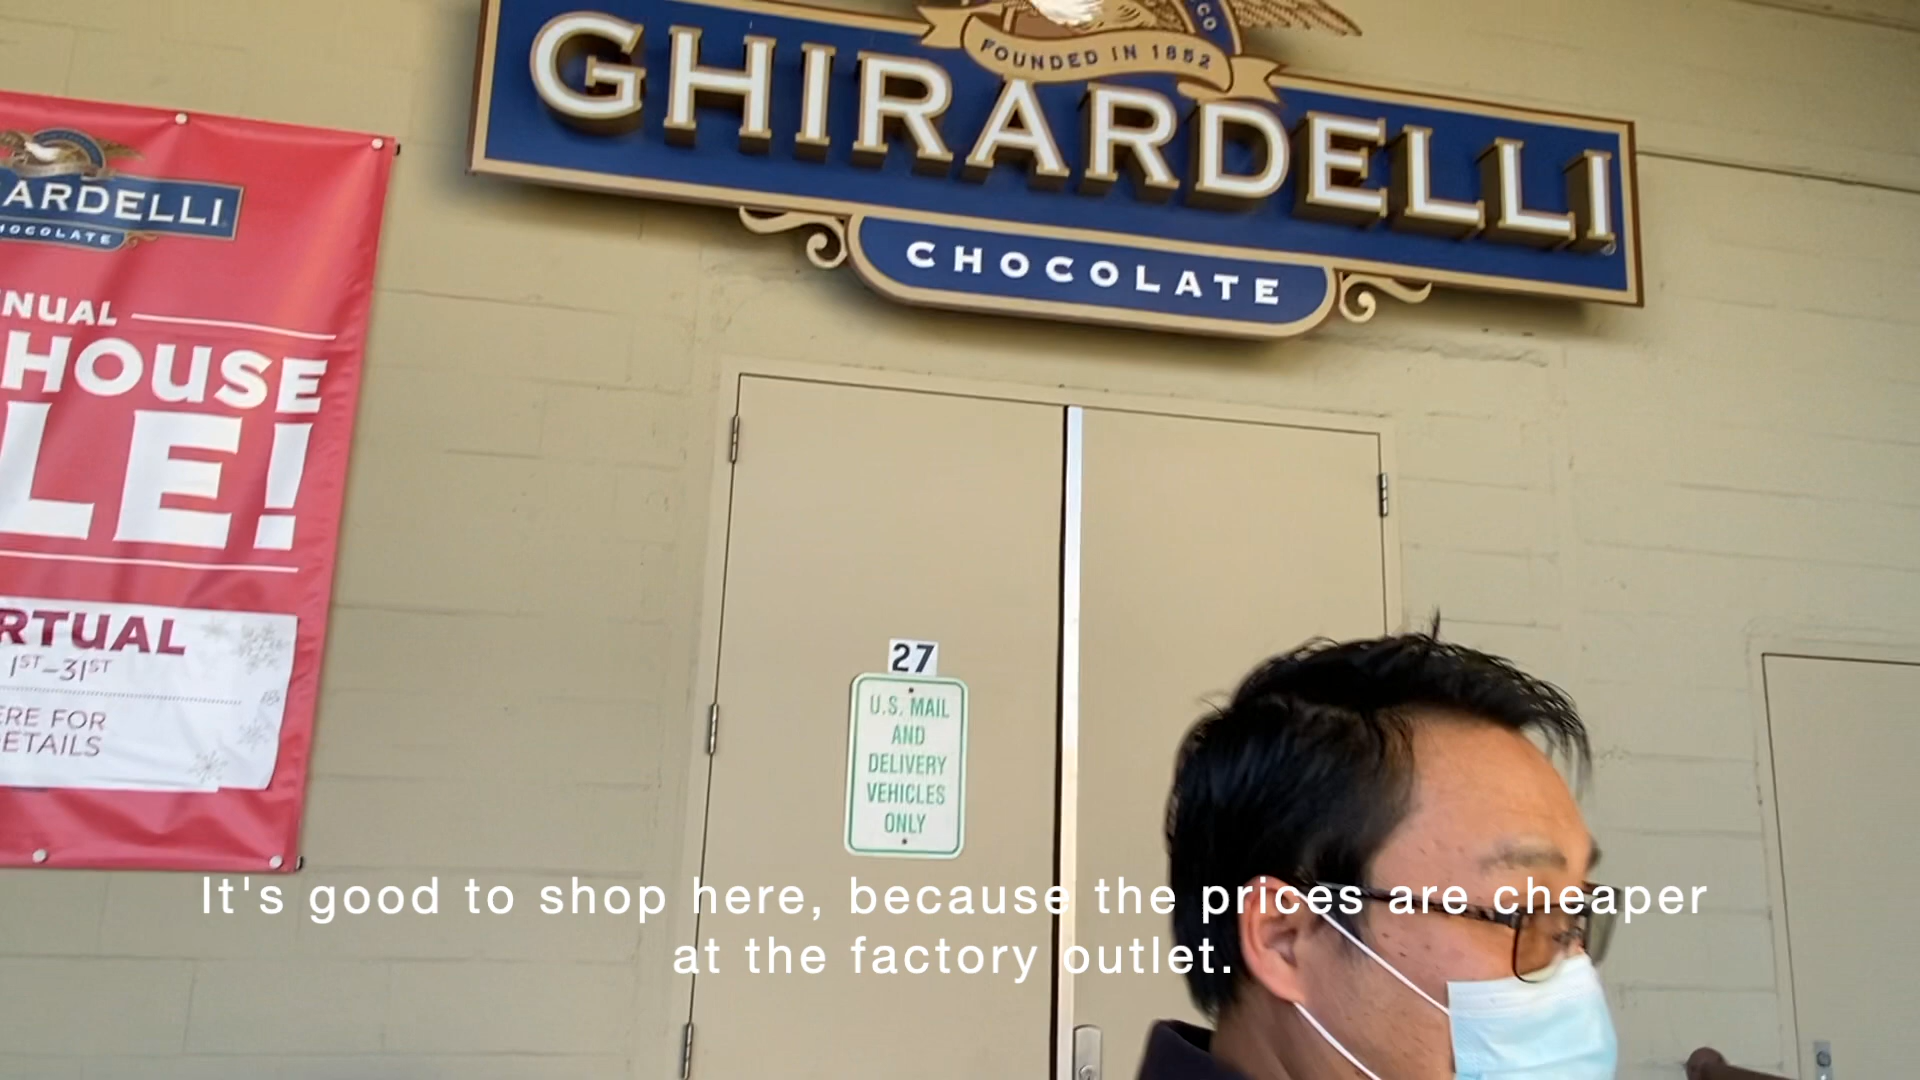 FOUNDED IN 1852
GHIRARDELLI
CHOCOLATE
ARDELLI
HOCOLATE
NUAL
HOUSE
LE!
RTUAL
1ST-31ST
ERE FOR
ETAILS
27
U.S. MAIL
AND
DELIVERY
VEHICLES
ONLY
It's good to shop here, because the prices are cheaper
at the factory outlet.